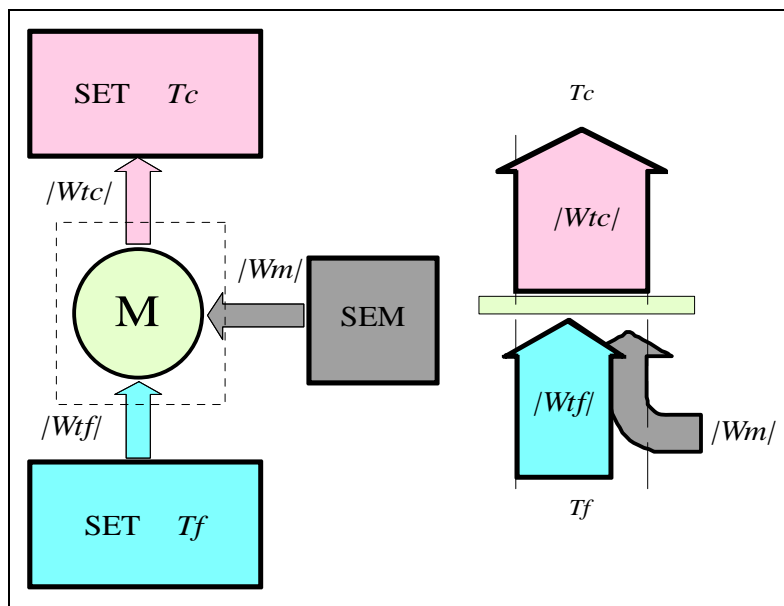 SET Tc
|Wtc|
M
|Wm|
SEM
|Wtf|
SET Tf
Tc
|Wtc|
|Wtf|
|Wm|
Tf